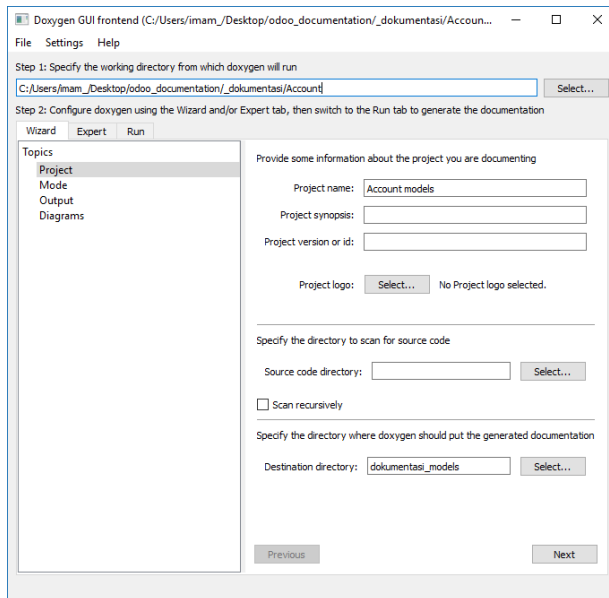 Doxygen GUI frontend (C:/Users/imam_/Desktop/odoo_documentation/_dokumentasi/Accoun...
File Settings Help
Step 1: Specify the working directory from which doxygen will run
C:/Users/imam_/Desktop/odoo_documentation/_dokumentasi/Account
Select...
Step 2: Configure doxygen using the Wizard and/or Expert tab, then switch to the Run tab to generate the documentation
Wizard Expert Run
Topics
Project
Mode
Output
Diagrams
Provide some information about the project you are documenting
Project name: Account models
Project synopsis:
Project version or id:
Project logo: Select... No Project logo selected.
Specify the directory to scan for source code
Source code directory: Select...
Scan recursively
Specify the directory where doxygen should put the generated documentation
Destination directory: dokumentasi_models Select...
Previous Next